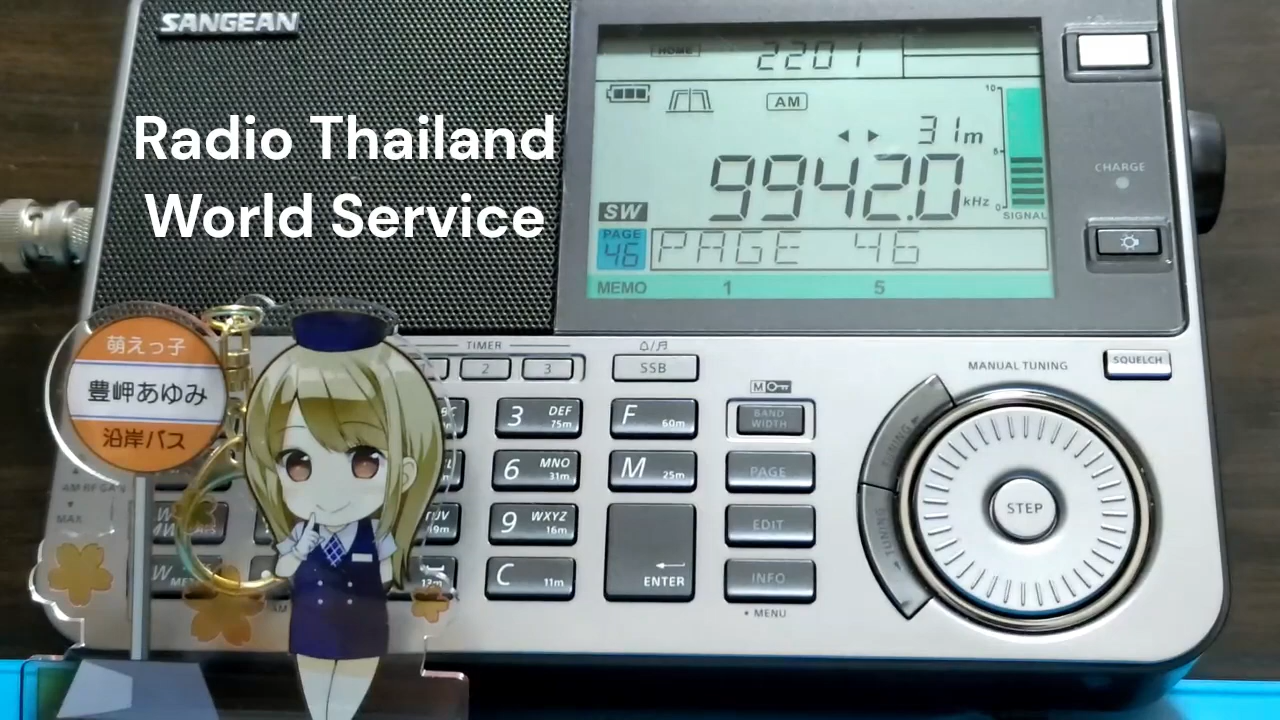 SANGEAN
HOME
2201
AM
31m
9942.0 kHz
10
5
0
SIGNAL
SW
PAGE 46
PAGE 46
MEMO 1 5
CHARGE
Radio Thailand
World Service
萌えっ子
豊岬あゆみ
沿岸バス
TIMER
2
3
SSB
MANUAL TUNING
SQUELCH
3 DEF 75m
F 60m
BAND WIDTH
6 MNO 31m
M 25m
PAGE
9 WXYZ 16m
ENTER
EDIT
C 11m
INFO
• MENU
TUNING
TUNING
STEP
MAX